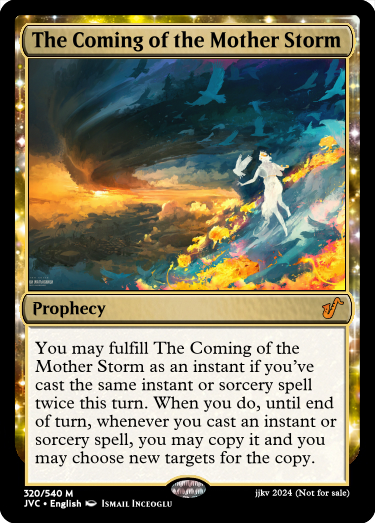 The Coming of the Mother Storm
Prophecy
You may fulfill The Coming of the
Mother Storm as an instant if you've
cast the same instant or sorcery spell
twice this turn. When you do, until end
of turn, whenever you cast an instant or
sorcery spell, you may copy it and you
may choose new targets for the copy.
320/540 M
JVC • English Ismail Inceoglu
jjkv 2024 (Not for sale)